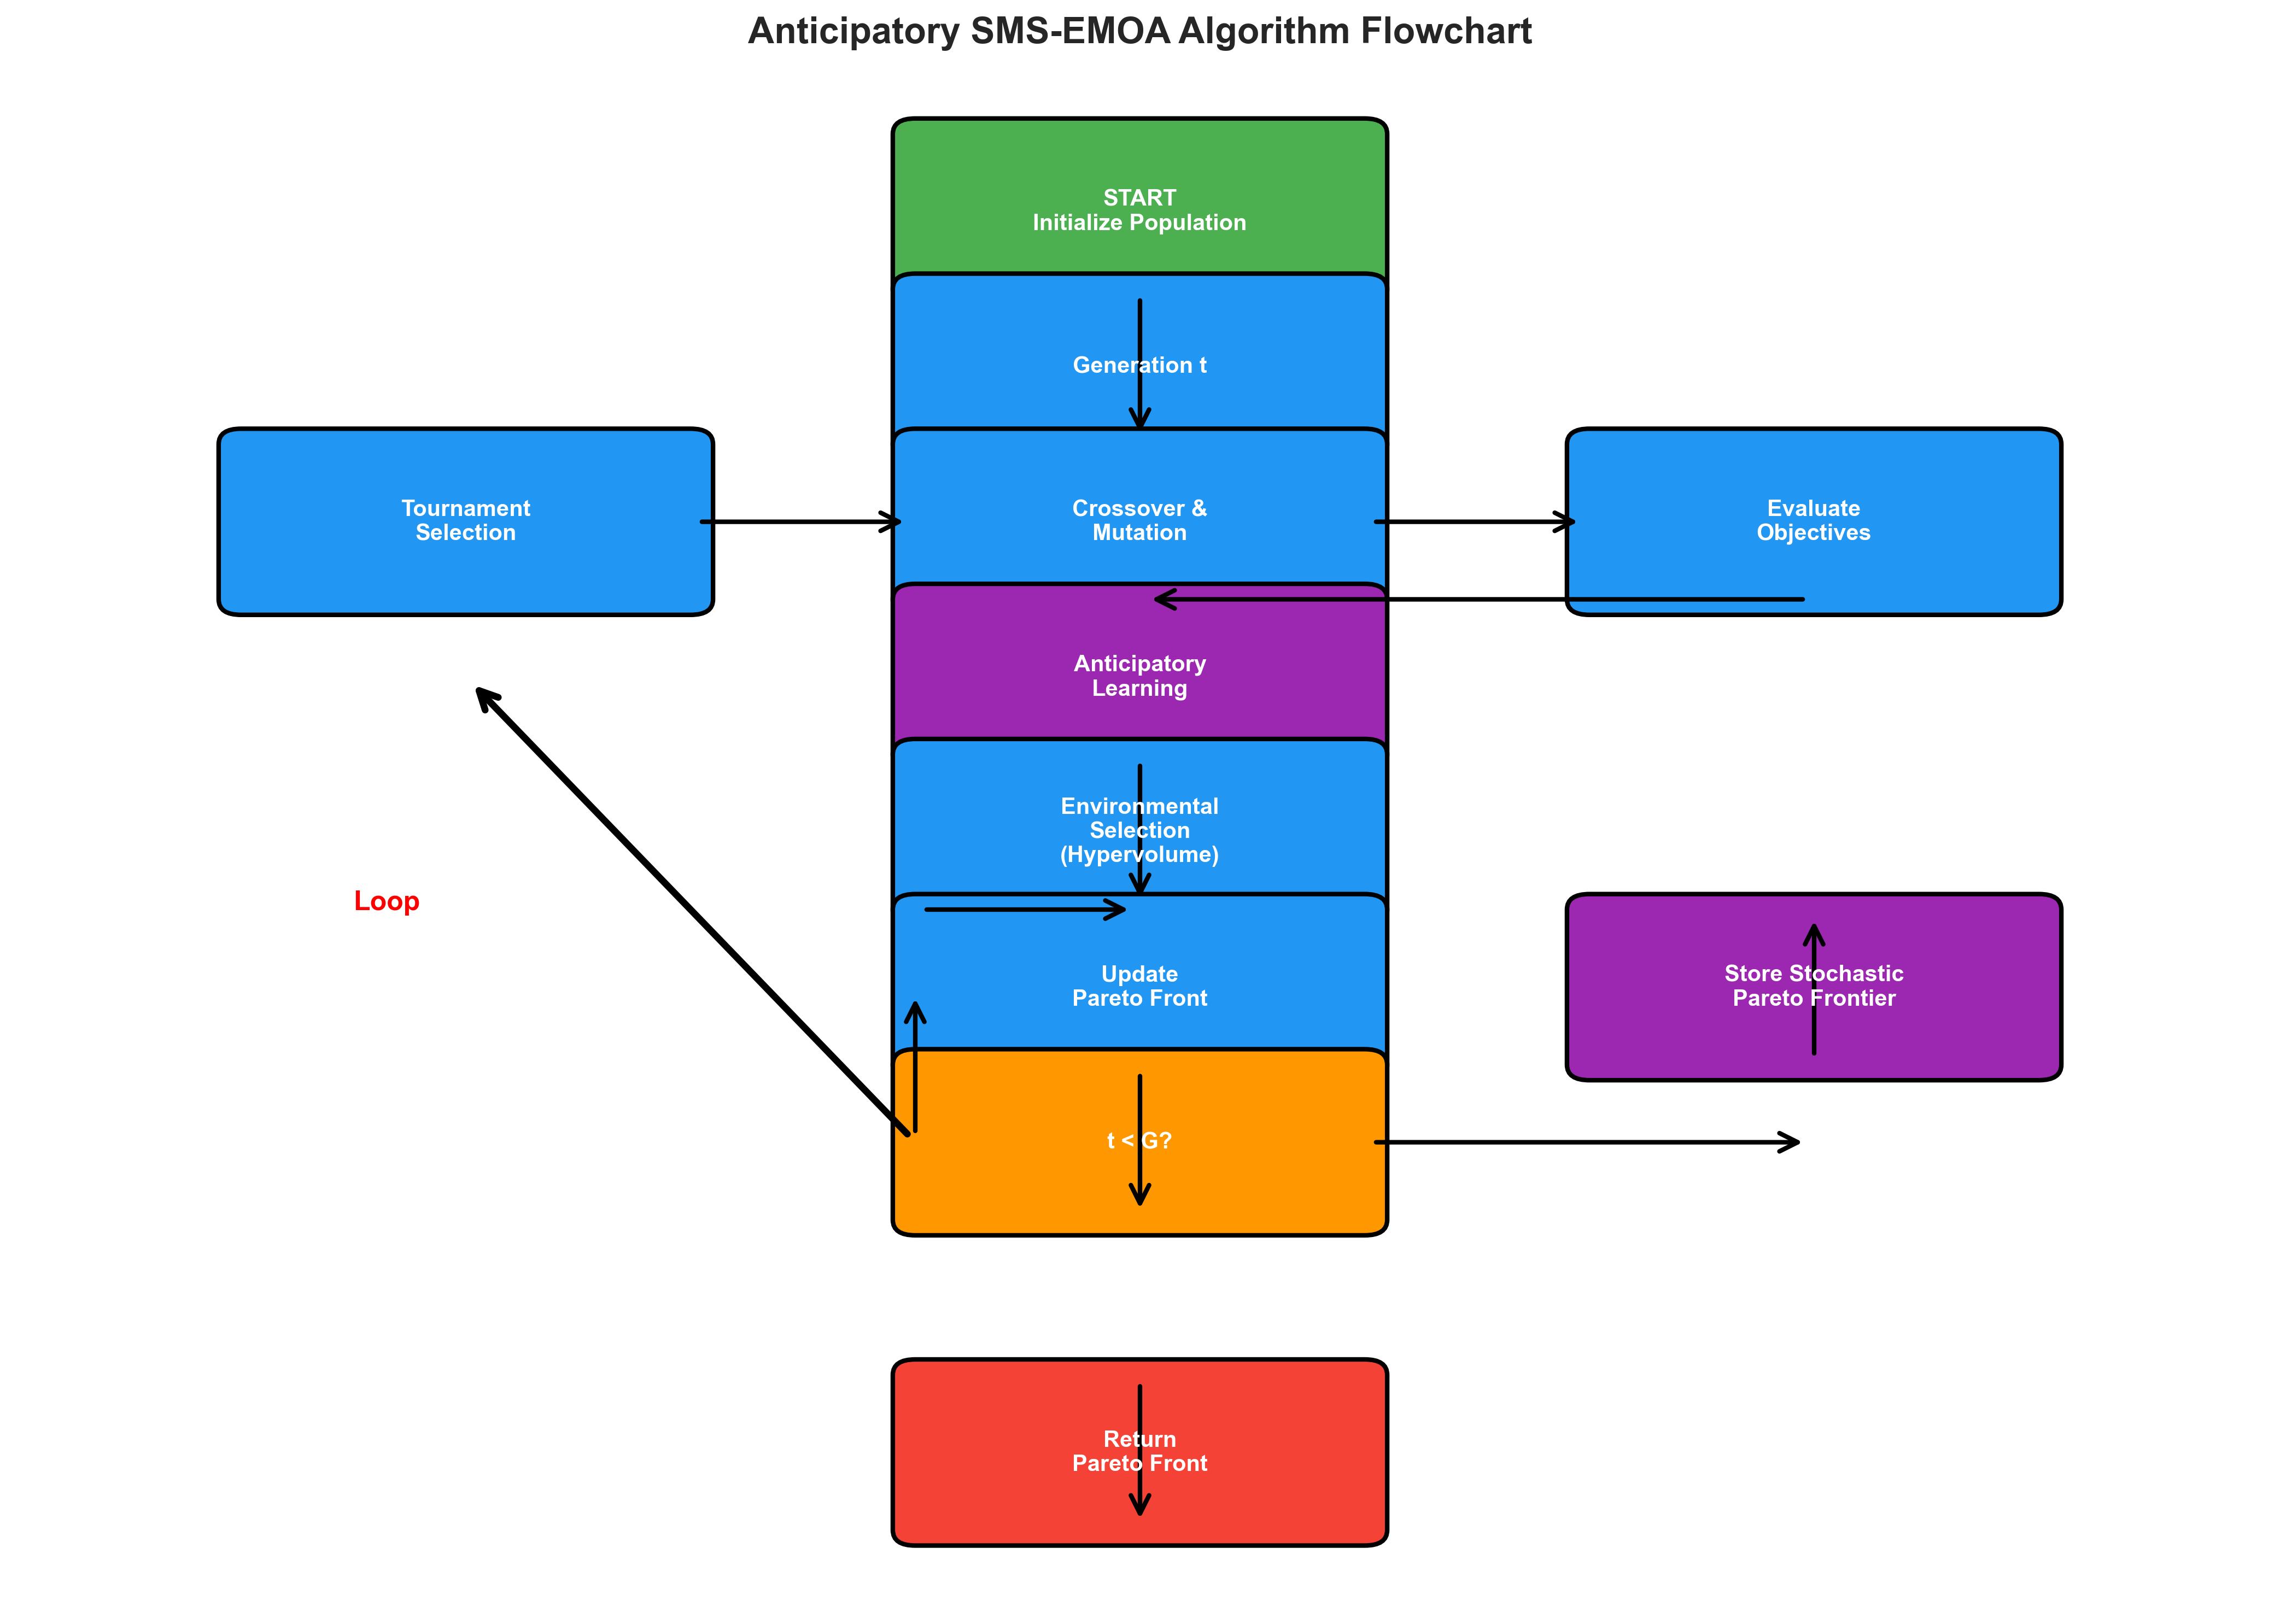 Anticipatory SMS-EMOA Algorithm Flowchart
START
Initialize Population
Generation t
Tournament
Selection
Crossover &
Mutation
Evaluate
Objectives
Anticipatory
Learning
Environmental
Selection
(Hypervolume)
Loop
Update
Pareto Front
Store Stochastic
Pareto Frontier
t < G?
Return
Pareto Front